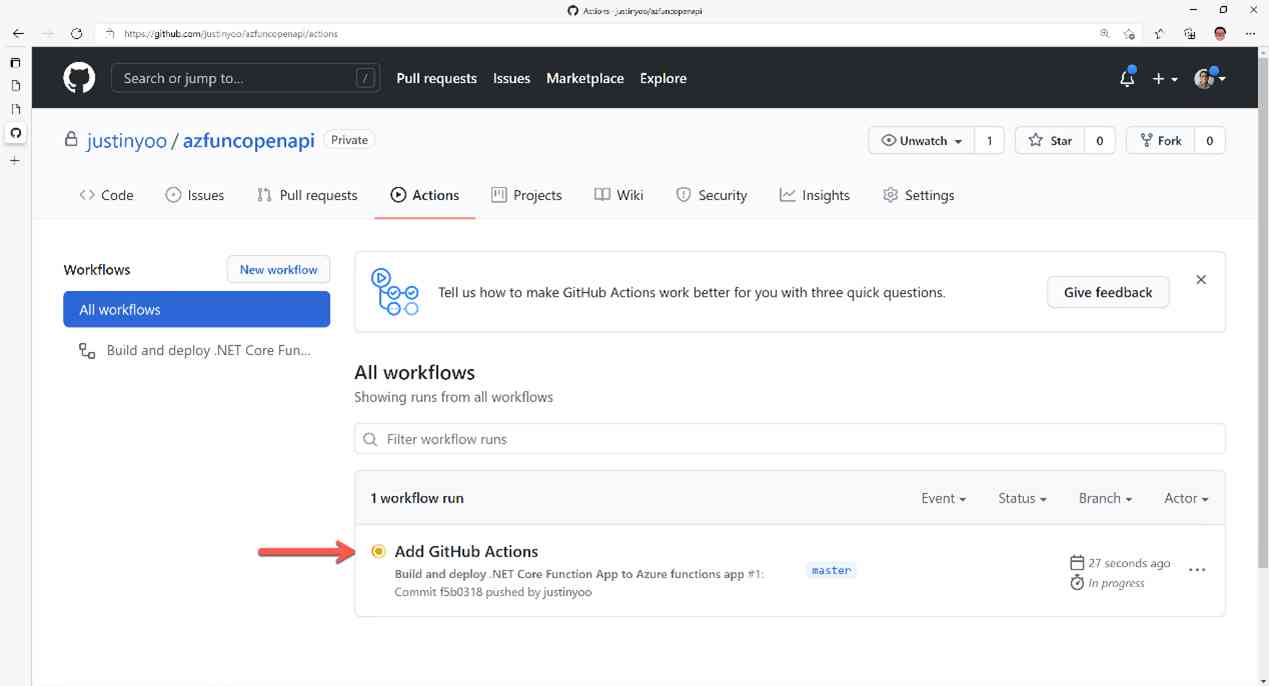 Actions - justinyoo/azfuncopenapi
https://github.com/justinyoo/azfuncopenapi/actions
Search or jump to... / Pull requests Issues Marketplace Explore
justinyoo / azfuncopenapi Private Unwatch 1 Star 0 Fork 0
Code Issues Pull requests Actions Projects Wiki Security Insights Settings
Workflows New workflow
All workflows
Build and deploy .NET Core Fun...
Tell us how to make GitHub Actions work better for you with three quick questions. Give feedback
All workflows
Showing runs from all workflows
Filter workflow runs
1 workflow run Event Status Branch Actor
Add GitHub Actions
Build and deploy .NET Core Function App to Azure functions app #1:
Commit f5b0318 pushed by justinyoo
master
27 seconds ago
In progress